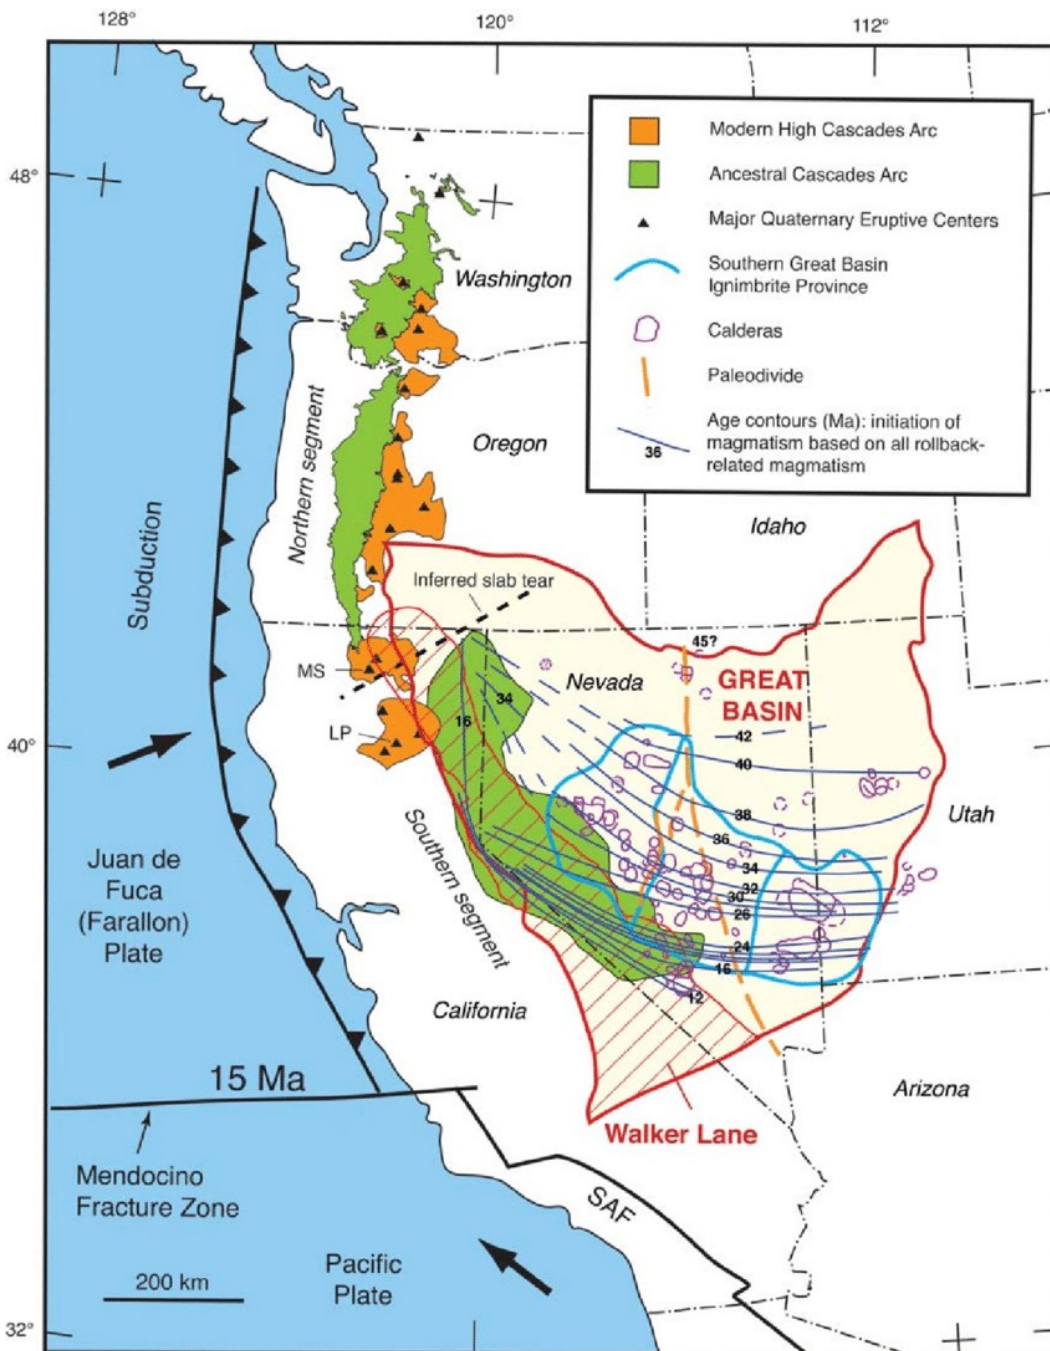 128°
120°
112°
48°
40°
32°
Modern High Cascades Arc
Ancestral Cascades Arc
Major Quaternary Eruptive Centers
Southern Great Basin
Ignimbrite Province
Calderas
Paleodivide
36
Age contours (Ma): initiation of
magmatism based on all rollback-
related magmatism
Washington
Oregon
Idaho
Northern segment
Subduction
Inferred slab tear
MS
LP
45?
Nevada
GREAT
BASIN
34
16
42
40
38
36
34
32
30
26
24
16
12
Utah
Southern segment
Juan de
Fuca
(Farallon)
Plate
California
15 Ma
Arizona
Walker Lane
Mendocino
Fracture Zone
SAF
Pacific
Plate
200 km